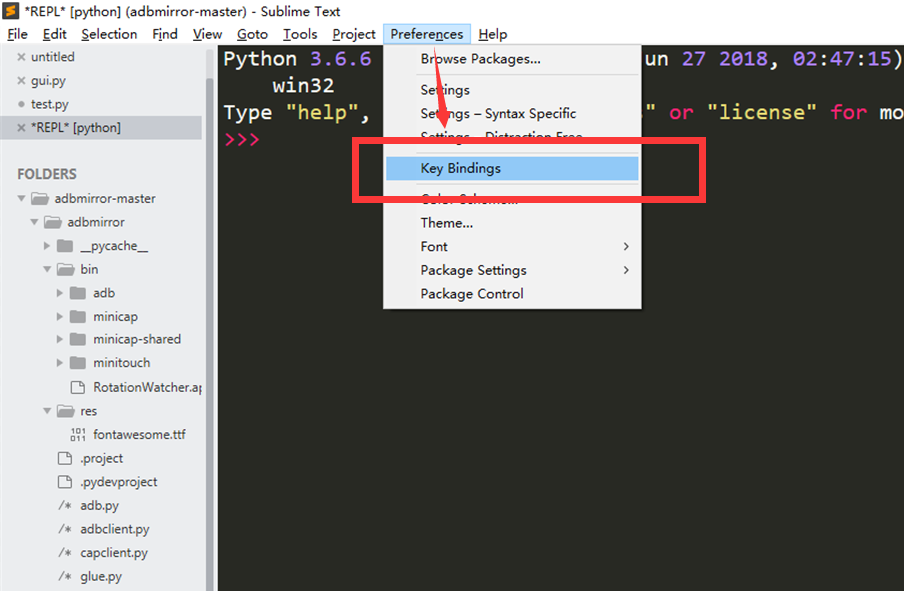 *REPL* [python] (adbmirror-master) - Sublime Text
File Edit Selection Find View Goto Tools Project Preferences Help
untitled
gui.py
test.py
*REPL* [python]
FOLDERS
adbmirror-master
adbmirror
__pycache__
bin
adb
minicap
minicap-shared
minitouch
RotationWatcher.ap
res
fontawesome.ttf
.project
.pydevproject
adb.py
adbclient.py
capclient.py
glue.py
Python 3.6.6 un 27 2018, 02:47:15)
win32
Type "help", " or "license" for mo
>>>
Browse Packages...
Settings
Settings – Syntax Specific
Settings – Distraction Free
Key Bindings
Color Scheme...
Theme...
Font
Package Settings
Package Control